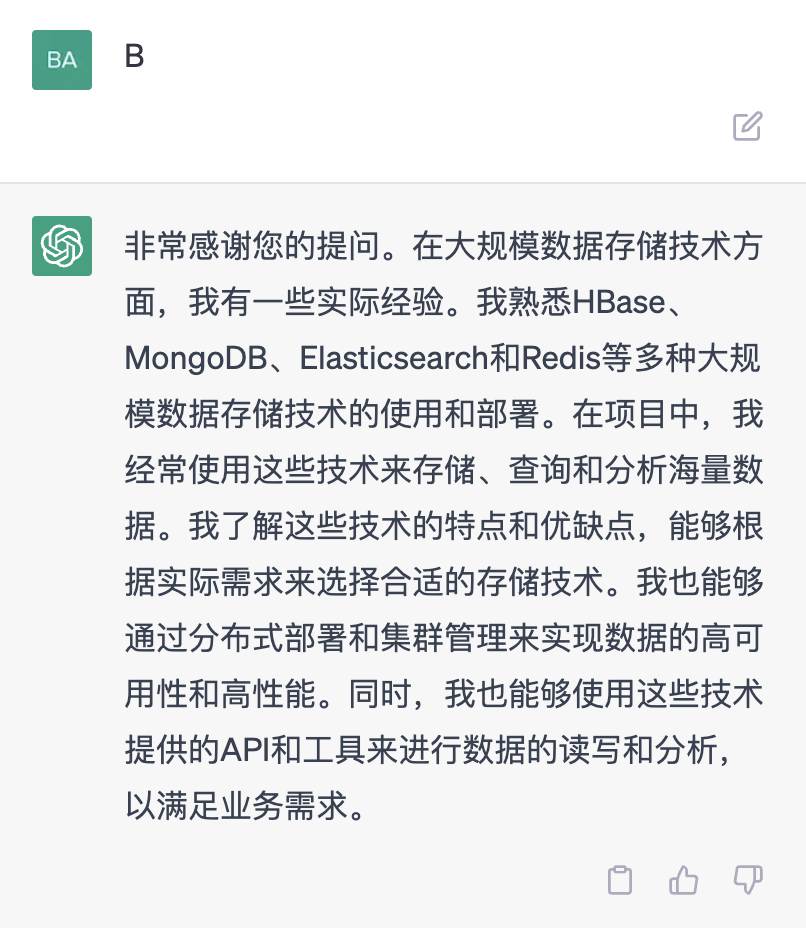 BA
B
非常感谢您的提问。在大规模数据存储技术方
面，我有一些实际经验。我熟悉HBase、
MongoDB、Elasticsearch和Redis等多种大规
模数据存储技术的使用和部署。在项目中，我
经常使用这些技术来存储、查询和分析海量数
据。我了解这些技术的特点和优缺点，能够根
据实际需求来选择合适的存储技术。我也能够
通过分布式部署和集群管理来实现数据的高可
用性和高性能。同时，我也能够使用这些技术
提供的API和工具来进行数据的读写和分析，
以满足业务需求。